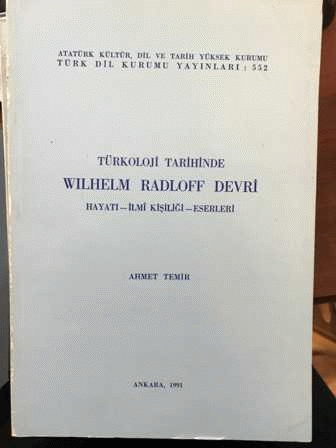 ATATÜRK KÜLTÜR, DİL VE TARİH YÜKSEK KURUMU
TÜRK DİL KURUMU YAYINLARI : 552
TÜRKOLOJİ TARİHİNDE
WILHELM RADLOFF DEVRİ
HAYATI—İLMÎ KİŞİLİĞİ—ESERLERİ
AHMET TEMİR
ANKARA, 1991